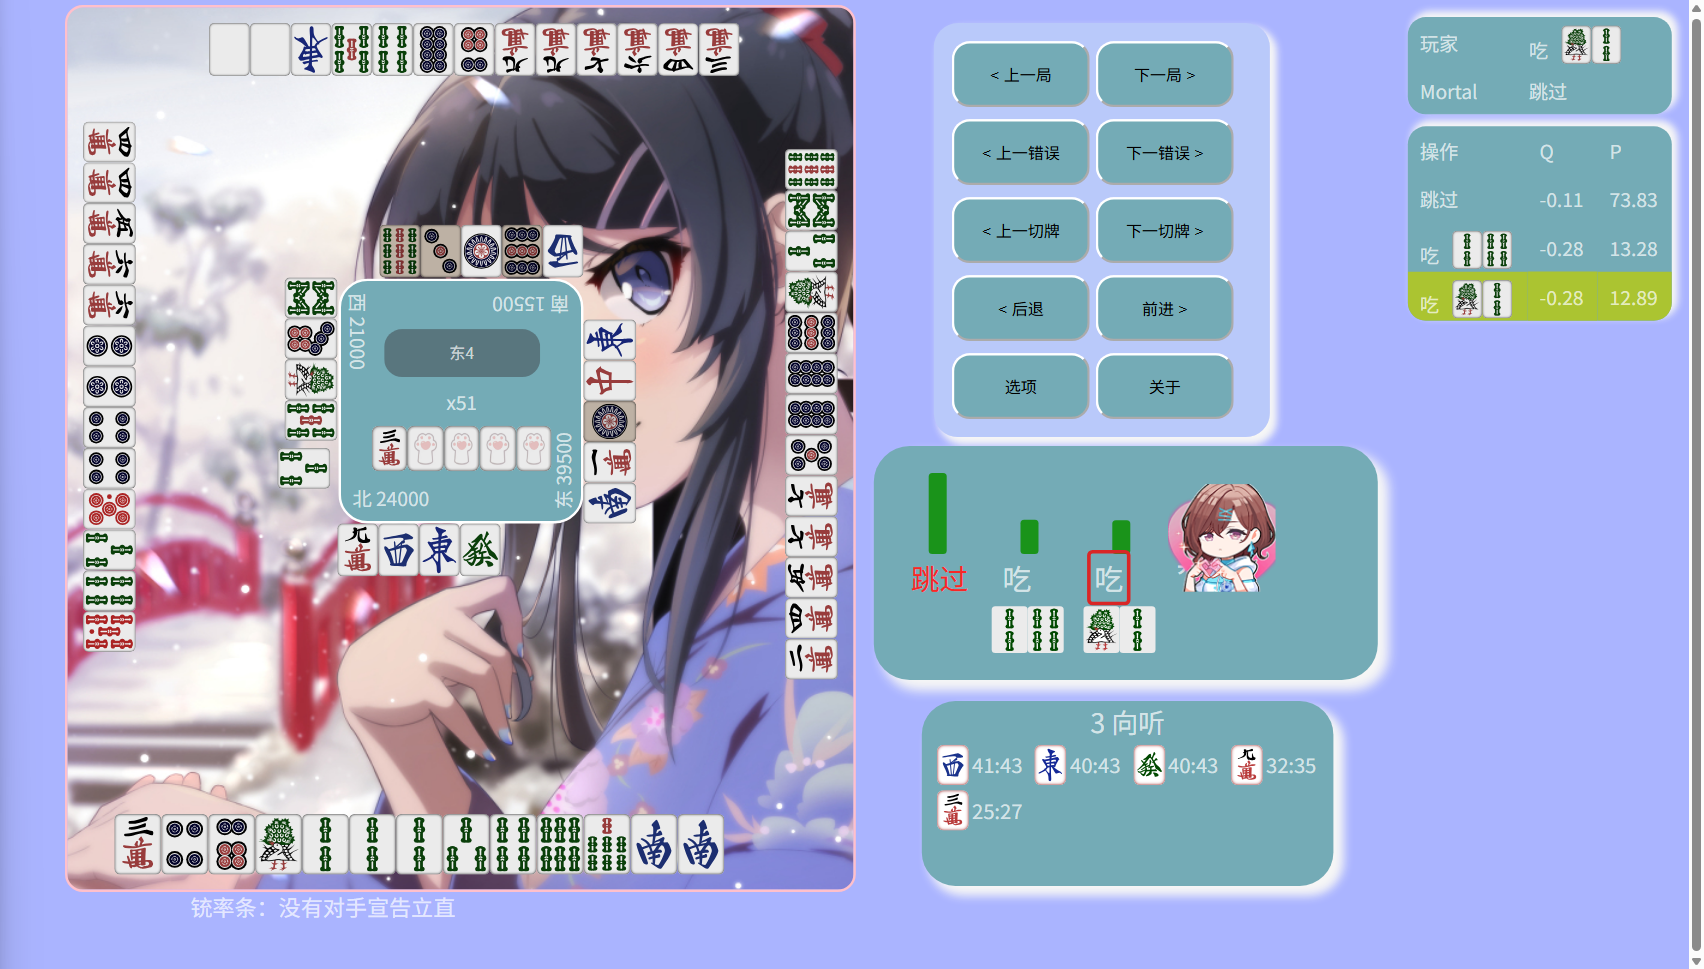 < 上一局
下一局 >
< 上一错误
下一错误 >
< 上一切牌
下一切牌 >
< 后退
前进 >
选项
关于
玩家 吃
Mortal 跳过
操作 Q P
跳过 -0.11 73.83
吃 -0.28 13.28
吃 -0.28 12.89
西 21000
南 15500
东4
x51
北 24000
东 39500
跳过 吃 吃
3 向听
41:43 40:43 40:43 32:35
25:27
铳率条：没有对手宣告立直